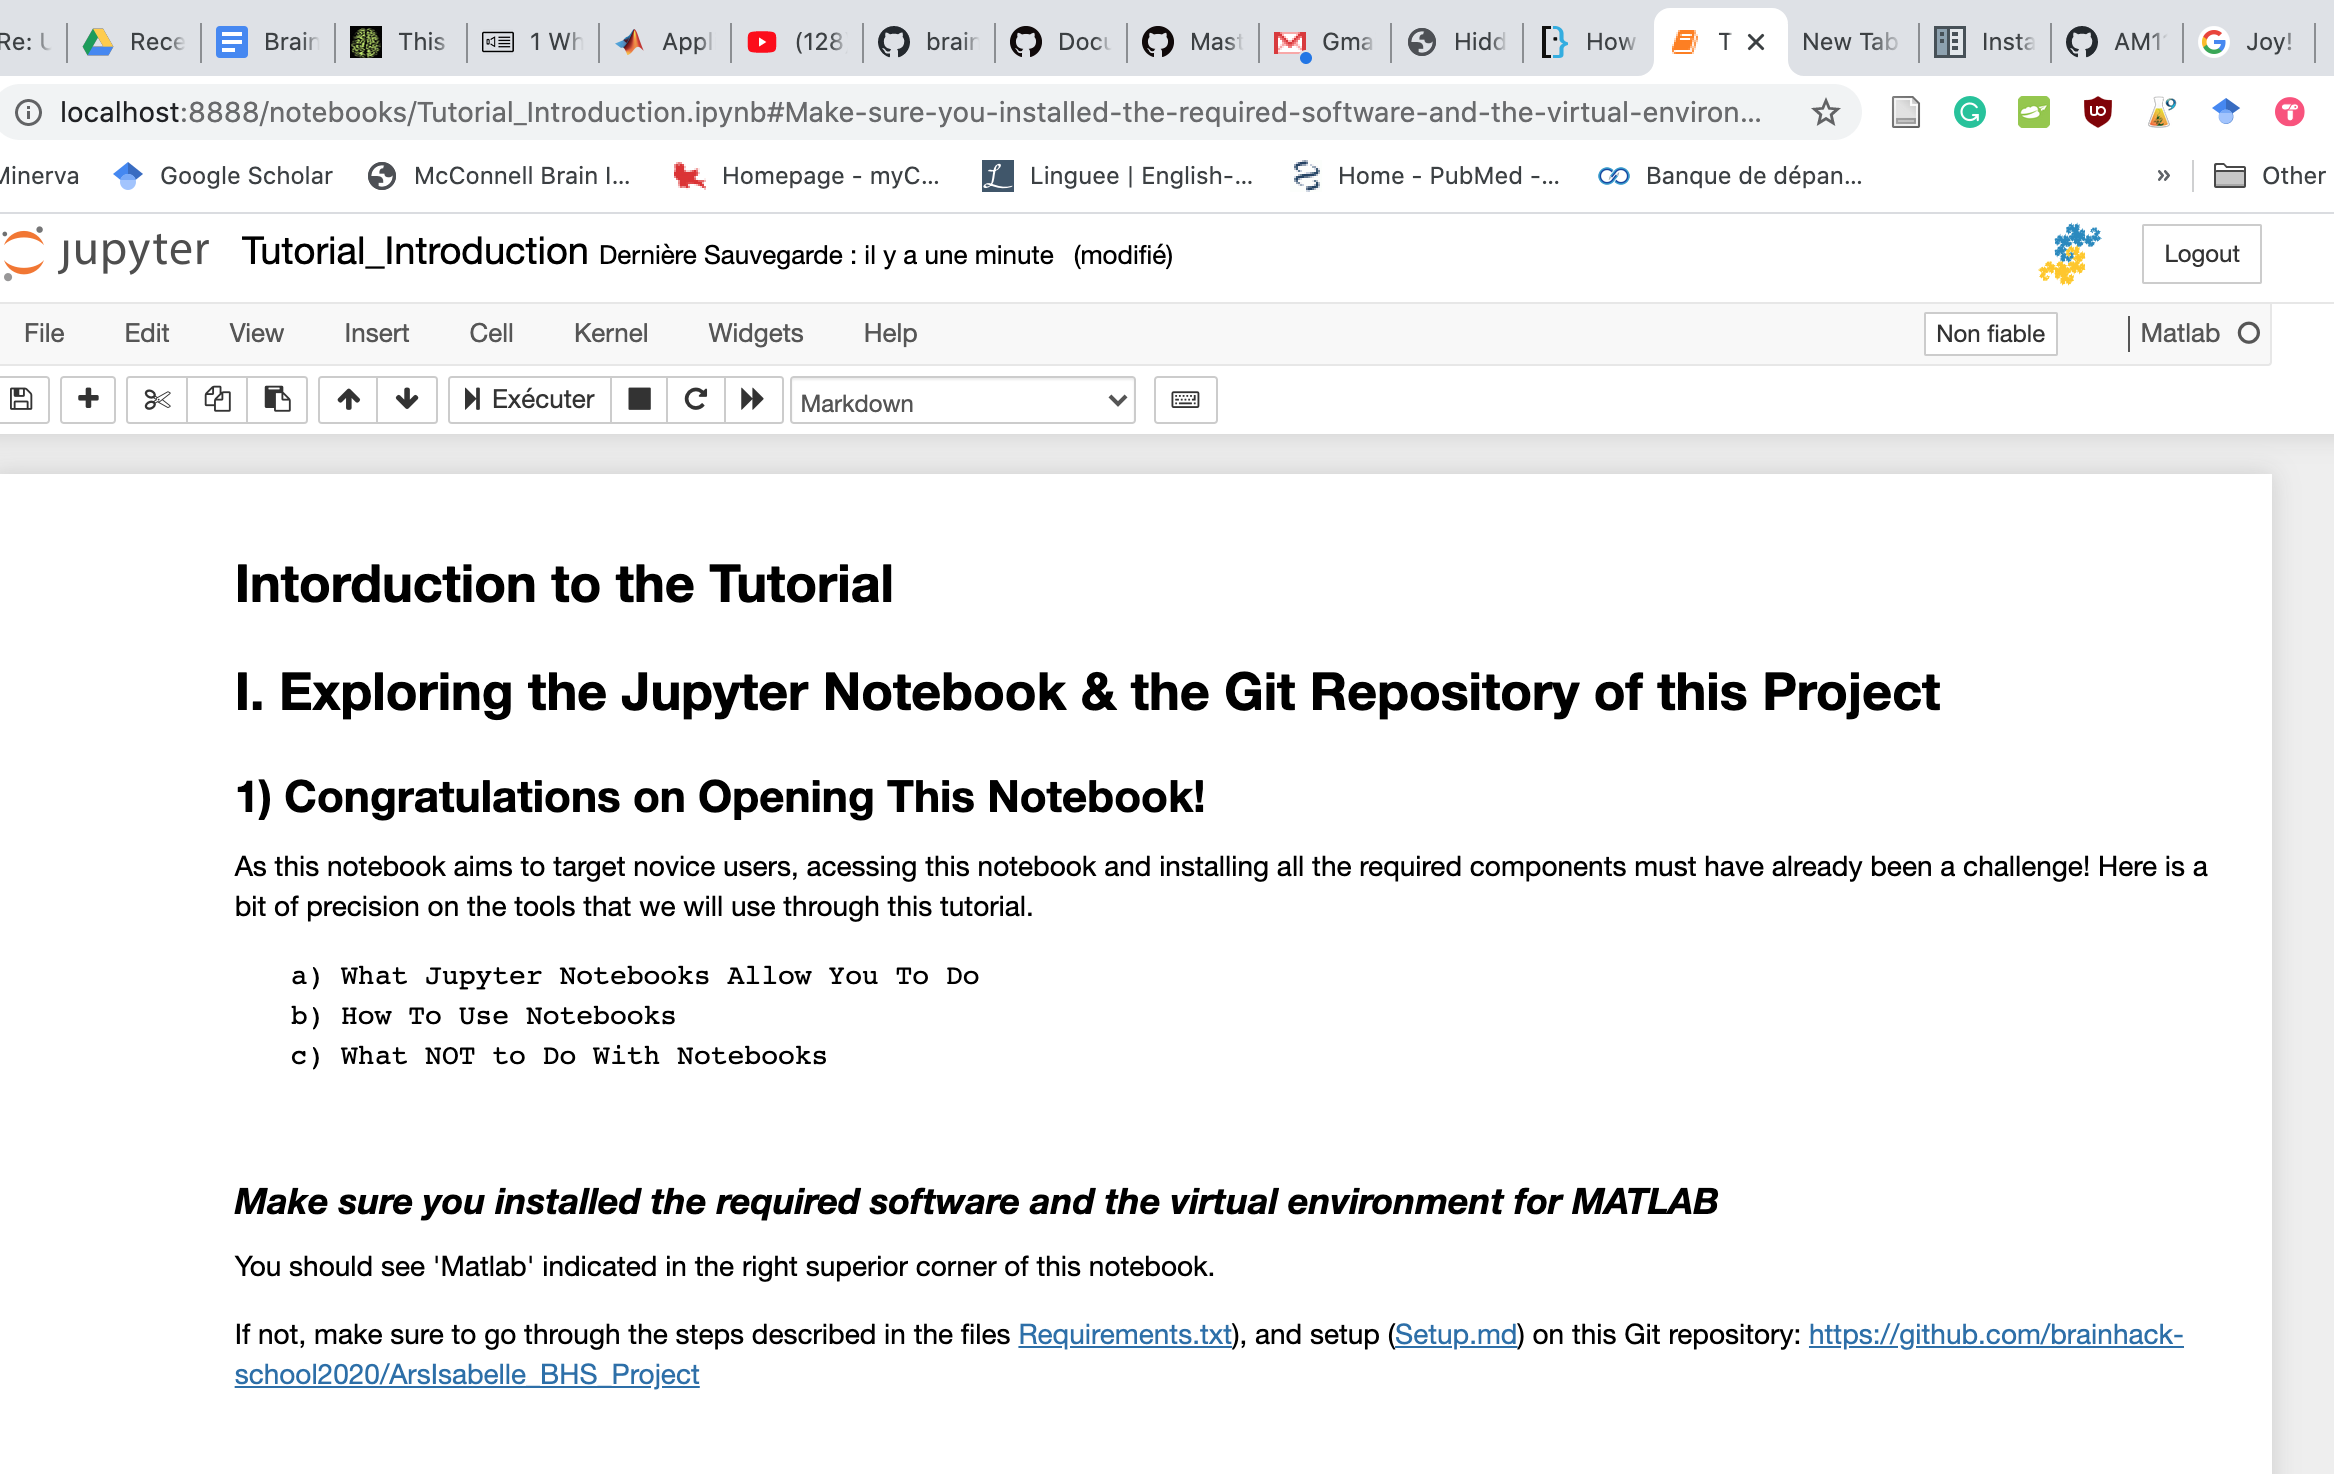 Re: Rece Brain This 1 Wh Appl (128 brain Docu Mast Gma Hidd How T New Tab Insta AM1 Joy!
localhost:8888/notebooks/Tutorial_Introduction.ipynb#Make-sure-you-installed-the-required-software-and-the-virtual-environ...
Minerva Google Scholar McConnell Brain I... Homepage - myC... Linguee | English-... Home - PubMed -... Banque de dépan... » Other
jupyter Tutorial_Introduction Dernière Sauvegarde : il y a une minute (modifié) Logout
File Edit View Insert Cell Kernel Widgets Help Non fiable Matlab
Exécuter Markdown
Intorduction to the Tutorial
I. Exploring the Jupyter Notebook & the Git Repository of this Project
1) Congratulations on Opening This Notebook!
As this notebook aims to target novice users, acessing this notebook and installing all the required components must have already been a challenge! Here is a
bit of precision on the tools that we will use through this tutorial.
a) What Jupyter Notebooks Allow You To Do
b) How To Use Notebooks
c) What NOT to Do With Notebooks
Make sure you installed the required software and the virtual environment for MATLAB
You should see 'Matlab' indicated in the right superior corner of this notebook.
If not, make sure to go through the steps described in the files Requirements.txt), and setup (Setup.md) on this Git repository: https://github.com/brainhack-
school2020/ArsIsabelle_BHS_Project